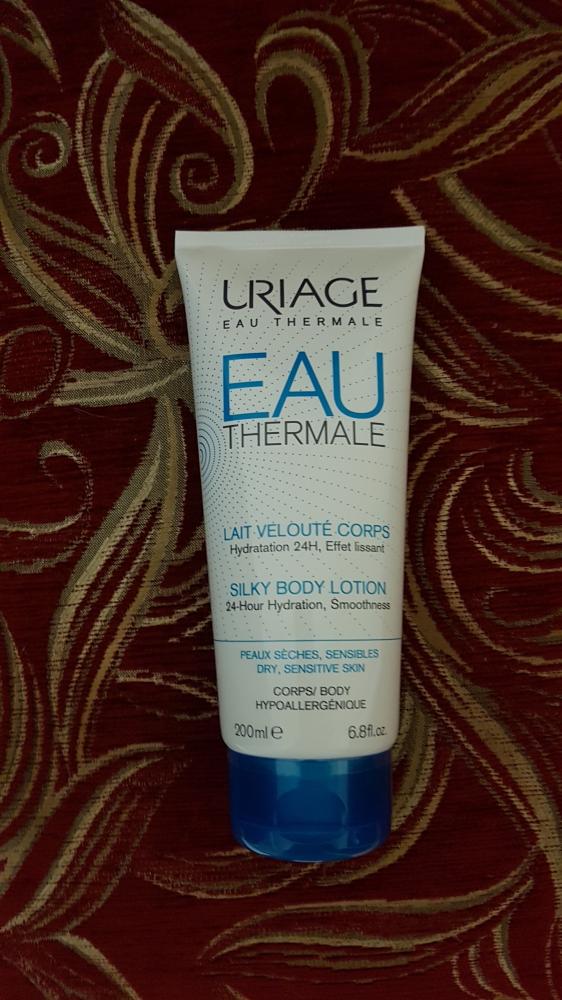 URIAGE
EAU THERMALE
EAU
THERMALE
LAIT VELOUTÉ CORPS
Hydratation 24H, Effet lissant
SILKY BODY LOTION
24-Hour Hydration, Smoothness
PEAUX SÈCHES, SENSIBLES
DRY, SENSITIVE SKIN
CORPS/ BODY
HYPOALLERGÉNIQUE
200ml ℮ 6.8fl.oz.